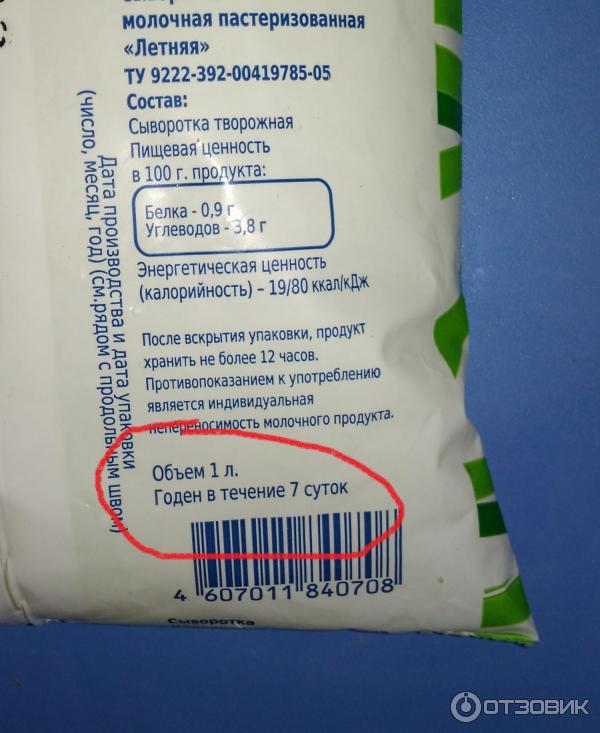 молочная пастеризованная
«Летняя»
ТУ 9222-392-00419785-05
Состав:
Сыворотка творожная
Пищевая ценность
в 100 г. продукта:
Белка - 0,9 г
Углеводов - 3,8 г
Энергетическая ценность
(калорийность) – 19/80 ккал/кДж
После вскрытия упаковки, продукт
хранить не более 12 часов.
Противопоказанием к употреблению
является индивидуальная
непереносимость молочного продукта.
Объем 1 л.
Годен в течение 7 суток
4 607011 840708
Сыворотка
Дата производства и дата упаковки
(число, месяц, год) (см.рядом с продольным швом)
ОТЗОВИК